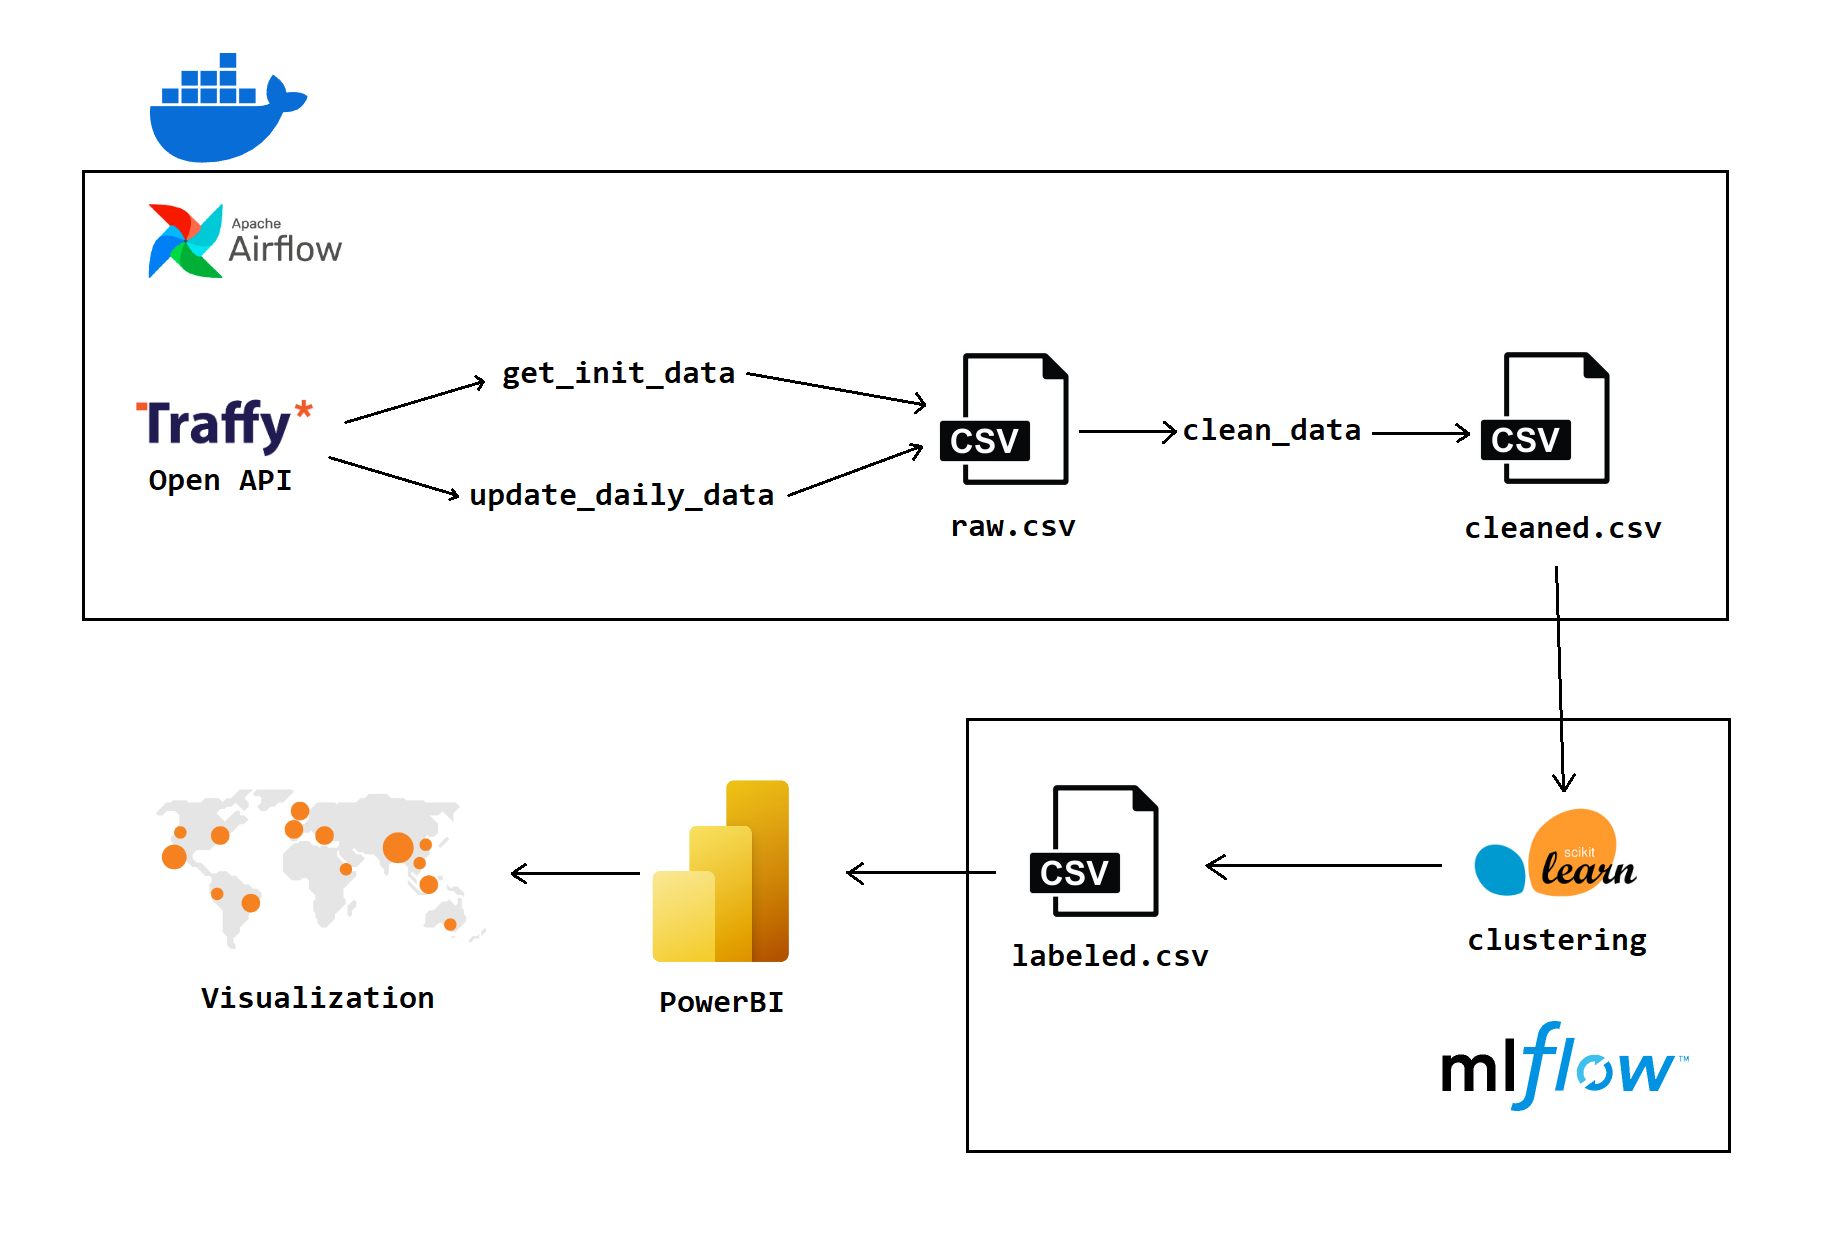 Apache
Airflow
Traffy*
Open API
get_init_data
update_daily_data
CSV
raw.csv
clean_data
CSV
cleaned.csv
scikit
learn
clustering
CSV
labeled.csv
mlflow™
PowerBI
Visualization